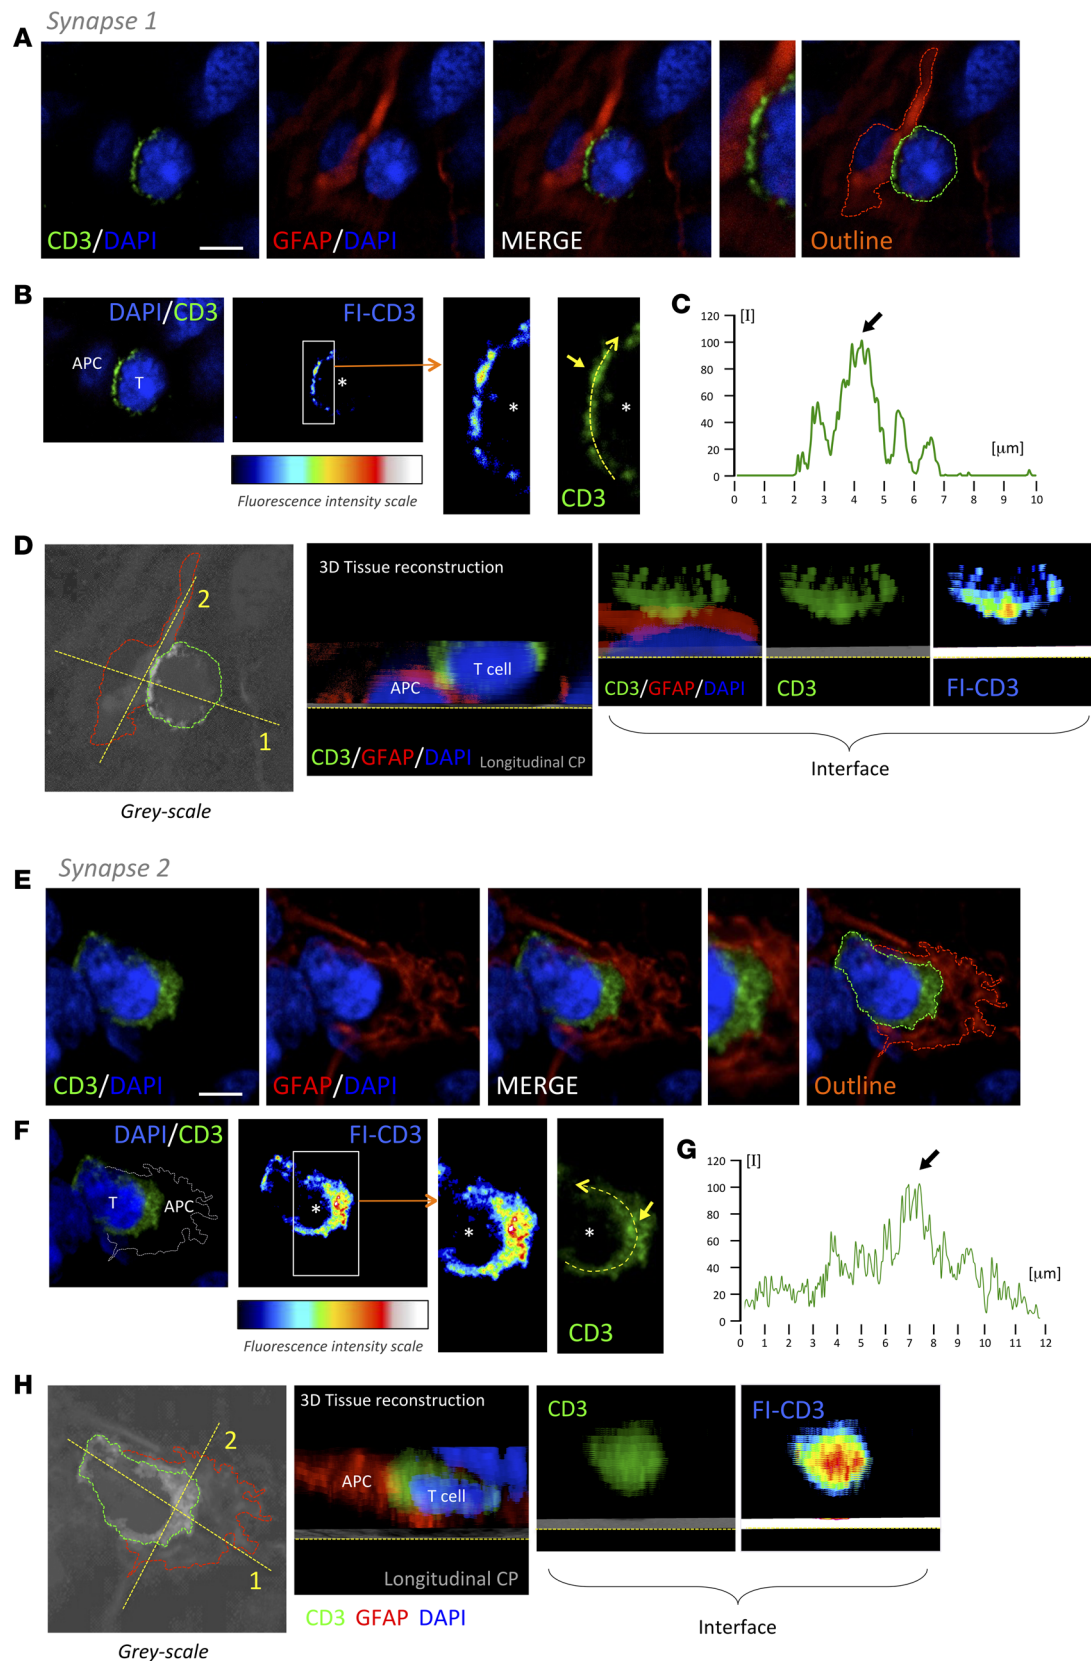 Synapse 1
A
CD3/DAPI
GFAP/DAPI
MERGE
Outline
B
DAPI/CD3
APC
T
FI-CD3
*
*
*
CD3
Fluorescence intensity scale
C
[I]
120
100
80
60
40
20
0
[µm]
0 1 2 3 4 5 6 7 8 9 10
D
2
1
Grey-scale
3D Tissue reconstruction
T cell
APC
CD3/GFAP/DAPI
Longitudinal CP
CD3/GFAP/DAPI
CD3
FI-CD3
Interface
Synapse 2
E
CD3/DAPI
GFAP/DAPI
MERGE
Outline
F
DAPI/CD3
T
APC
FI-CD3
*
*
*
CD3
Fluorescence intensity scale
G
[I]
120
100
80
60
40
20
0
[µm]
0 1 2 3 4 5 6 7 8 9 10 11 12
H
2
1
Grey-scale
3D Tissue reconstruction
APC
T cell
Longitudinal CP
CD3 GFAP DAPI
CD3
FI-CD3
Interface